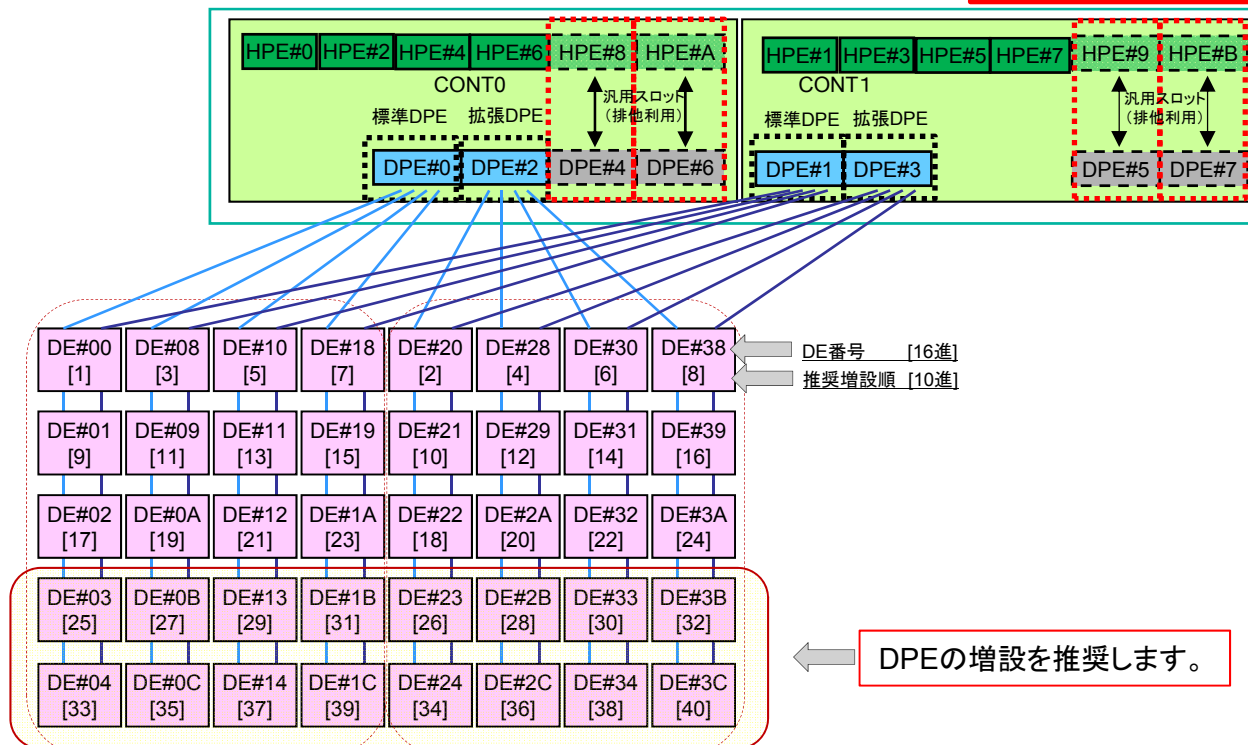 HPE#0 HPE#2 HPE#4 HPE#6 HPE#8 HPE#A
CONT0
汎用スロット
(排他利用)
標準DPE 拡張DPE
DPE#0 DPE#2 DPE#4 DPE#6
HPE#1 HPE#3 HPE#5 HPE#7 HPE#9 HPE#B
CONT1
汎用スロット
(排他利用)
標準DPE 拡張DPE
DPE#1 DPE#3 DPE#5 DPE#7
DE#00 DE#08 DE#10 DE#18 DE#20 DE#28 DE#30 DE#38
[1] [3] [5] [7] [2] [4] [6] [8]
DE番号 [16進]
推奨増設順 [10進]
DE#01 DE#09 DE#11 DE#19 DE#21 DE#29 DE#31 DE#39
[9] [11] [13] [15] [10] [12] [14] [16]
DE#02 DE#0A DE#12 DE#1A DE#22 DE#2A DE#32 DE#3A
[17] [19] [21] [23] [18] [20] [22] [24]
DE#03 DE#0B DE#13 DE#1B DE#23 DE#2B DE#33 DE#3B
[25] [27] [29] [31] [26] [28] [30] [32]
DE#04 DE#0C DE#14 DE#1C DE#24 DE#2C DE#34 DE#3C
[33] [35] [37] [39] [34] [36] [38] [40]
DPEの増設を推奨します。